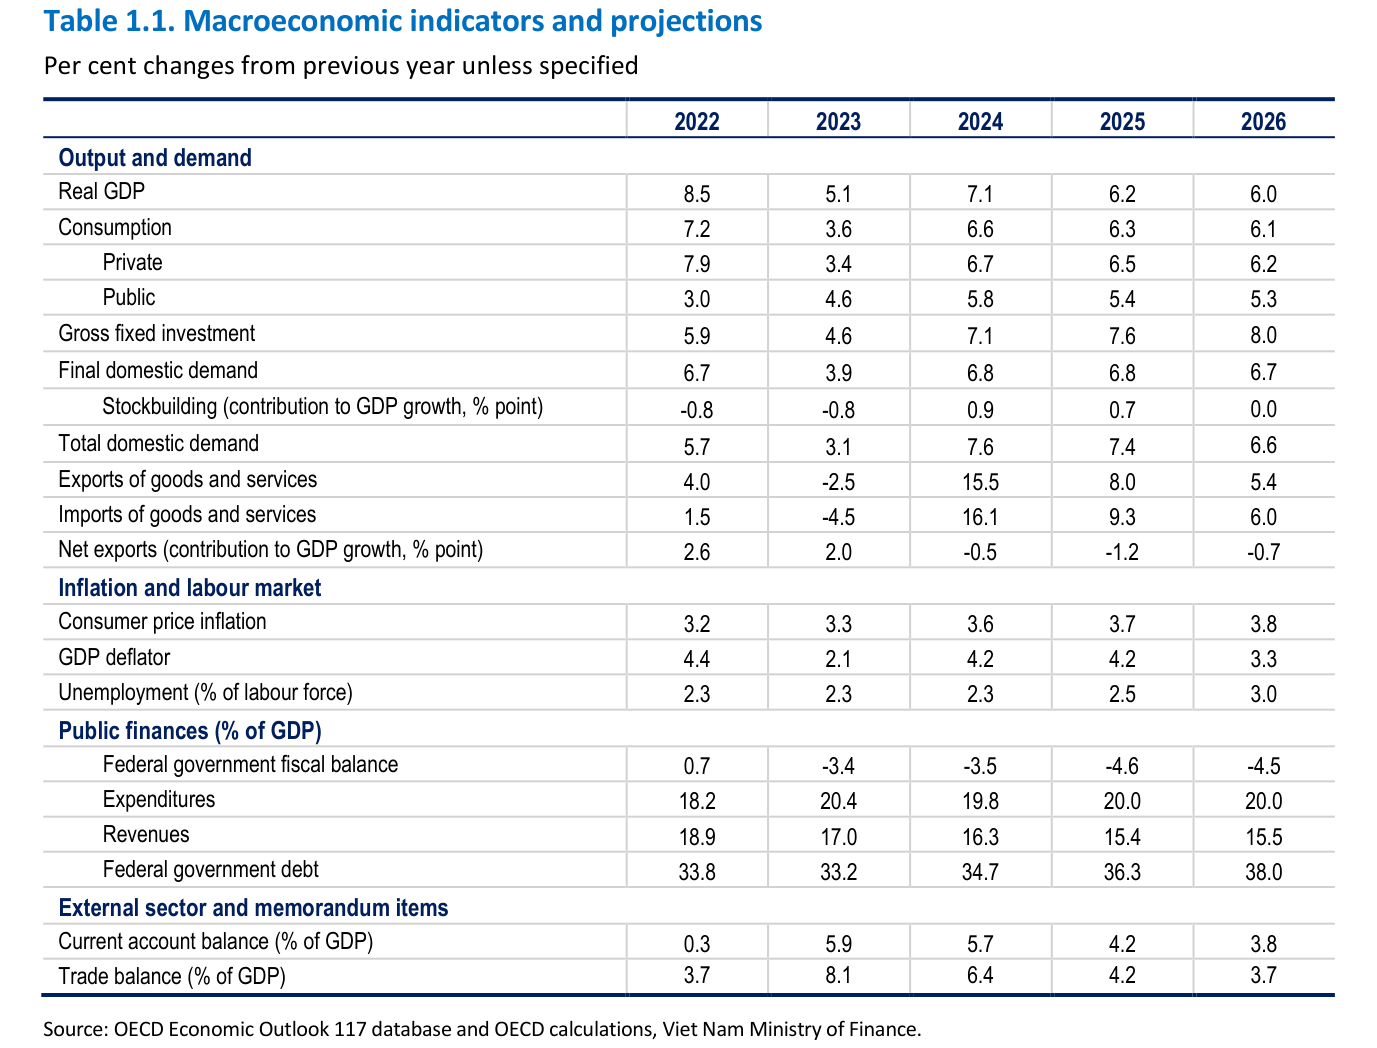 Table 1.1. Macroeconomic indicators and projections
Per cent changes from previous year unless specified
2022 2023 2024 2025 2026
Output and demand
Real GDP 8.5 5.1 7.1 6.2 6.0
Consumption 7.2 3.6 6.6 6.3 6.1
Private 7.9 3.4 6.7 6.5 6.2
Public 3.0 4.6 5.8 5.4 5.3
Gross fixed investment 5.9 4.6 7.1 7.6 8.0
Final domestic demand 6.7 3.9 6.8 6.8 6.7
Stockbuilding (contribution to GDP growth, % point) -0.8 -0.8 0.9 0.7 0.0
Total domestic demand 5.7 3.1 7.6 7.4 6.6
Exports of goods and services 4.0 -2.5 15.5 8.0 5.4
Imports of goods and services 1.5 -4.5 16.1 9.3 6.0
Net exports (contribution to GDP growth, % point) 2.6 2.0 -0.5 -1.2 -0.7
Inflation and labour market
Consumer price inflation 3.2 3.3 3.6 3.7 3.8
GDP deflator 4.4 2.1 4.2 4.2 3.3
Unemployment (% of labour force) 2.3 2.3 2.3 2.5 3.0
Public finances (% of GDP)
Federal government fiscal balance 0.7 -3.4 -3.5 -4.6 -4.5
Expenditures 18.2 20.4 19.8 20.0 20.0
Revenues 18.9 17.0 16.3 15.4 15.5
Federal government debt 33.8 33.2 34.7 36.3 38.0
External sector and memorandum items
Current account balance (% of GDP) 0.3 5.9 5.7 4.2 3.8
Trade balance (% of GDP) 3.7 8.1 6.4 4.2 3.7
Source: OECD Economic Outlook 117 database and OECD calculations, Viet Nam Ministry of Finance.